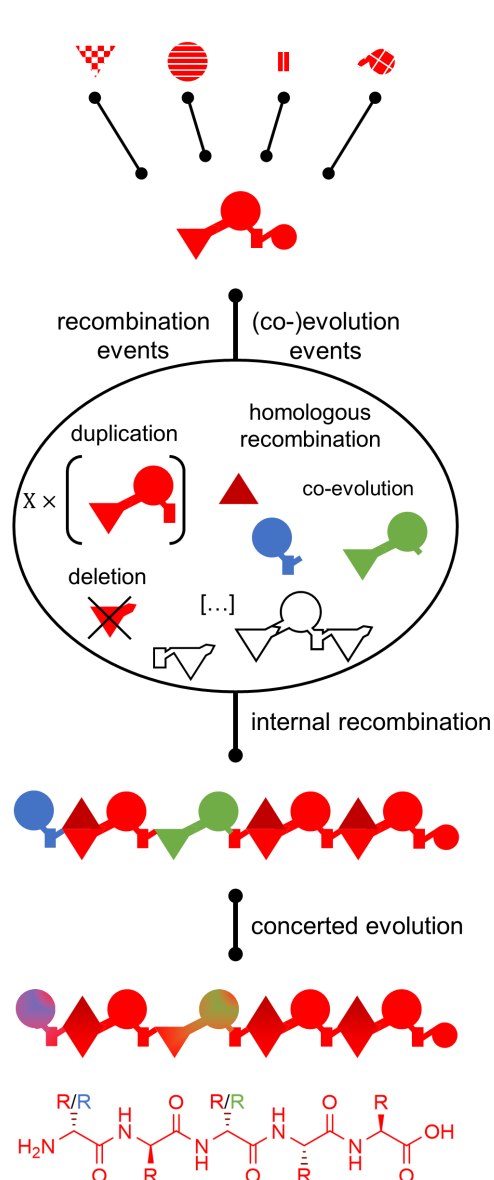 recombination
events
(co-)evolution
events
duplication
homologous
recombination
X ×
co-evolution
deletion
[...]
internal recombination
concerted evolution
R/R
H
N
O
R/R
H
N
O
R
H₂N
O
R
N
H
O
R
N
H
O
OH